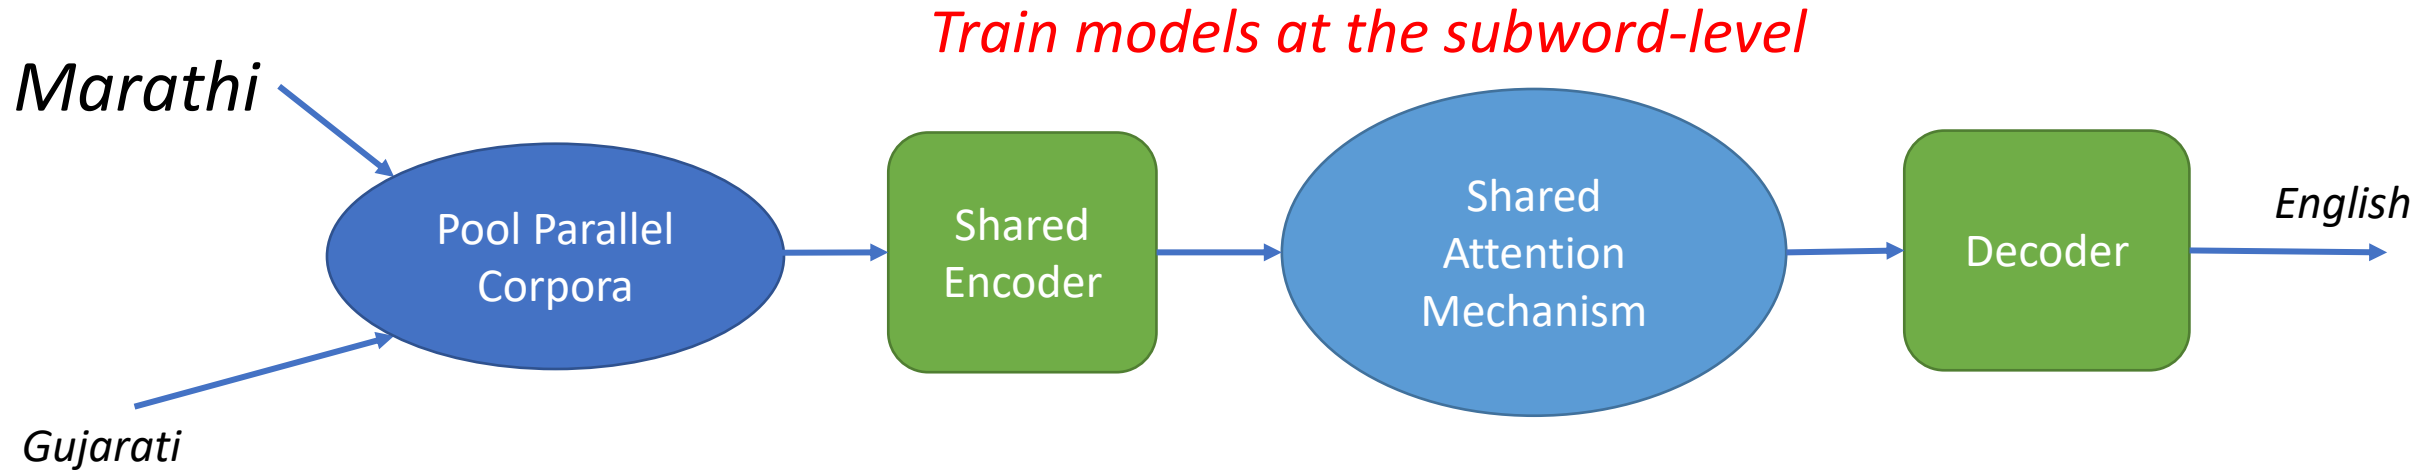 Train models at the subword-level
Marathi
Pool Parallel
Corpora
Shared
Encoder
Shared
Attention
Mechanism
Decoder
English
Gujarati